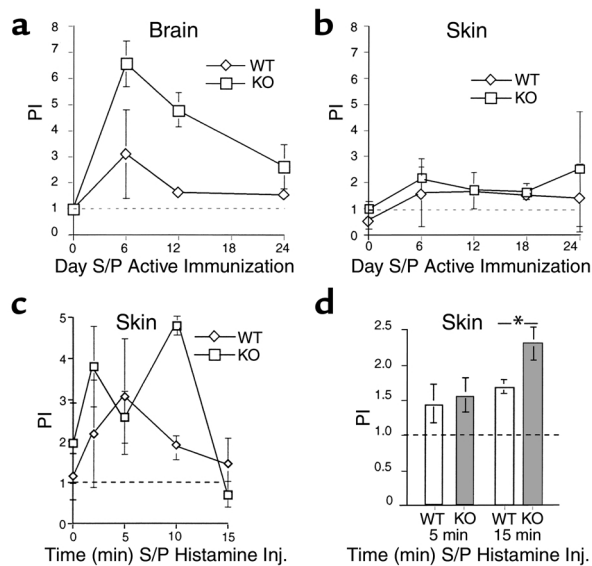 a
Brain
PI
8
7
6
5
4
3
2
1
0
WT
KO
0 6 12 18 24
Day S/P Active Immunization
b
Skin
PI
8
7
6
5
4
3
2
1
0
WT
KO
0 6 12 18 24
Day S/P Active Immunization
c
Skin
PI
5
4
3
2
1
0
WT
KO
0 5 10 15
Time (min) S/P Histamine Inj.
d
Skin
*
PI
2.5
2.0
1.5
1.0
0.5
0
WT KO WT KO
5 min 15 min
Time (min) S/P Histamine Inj.